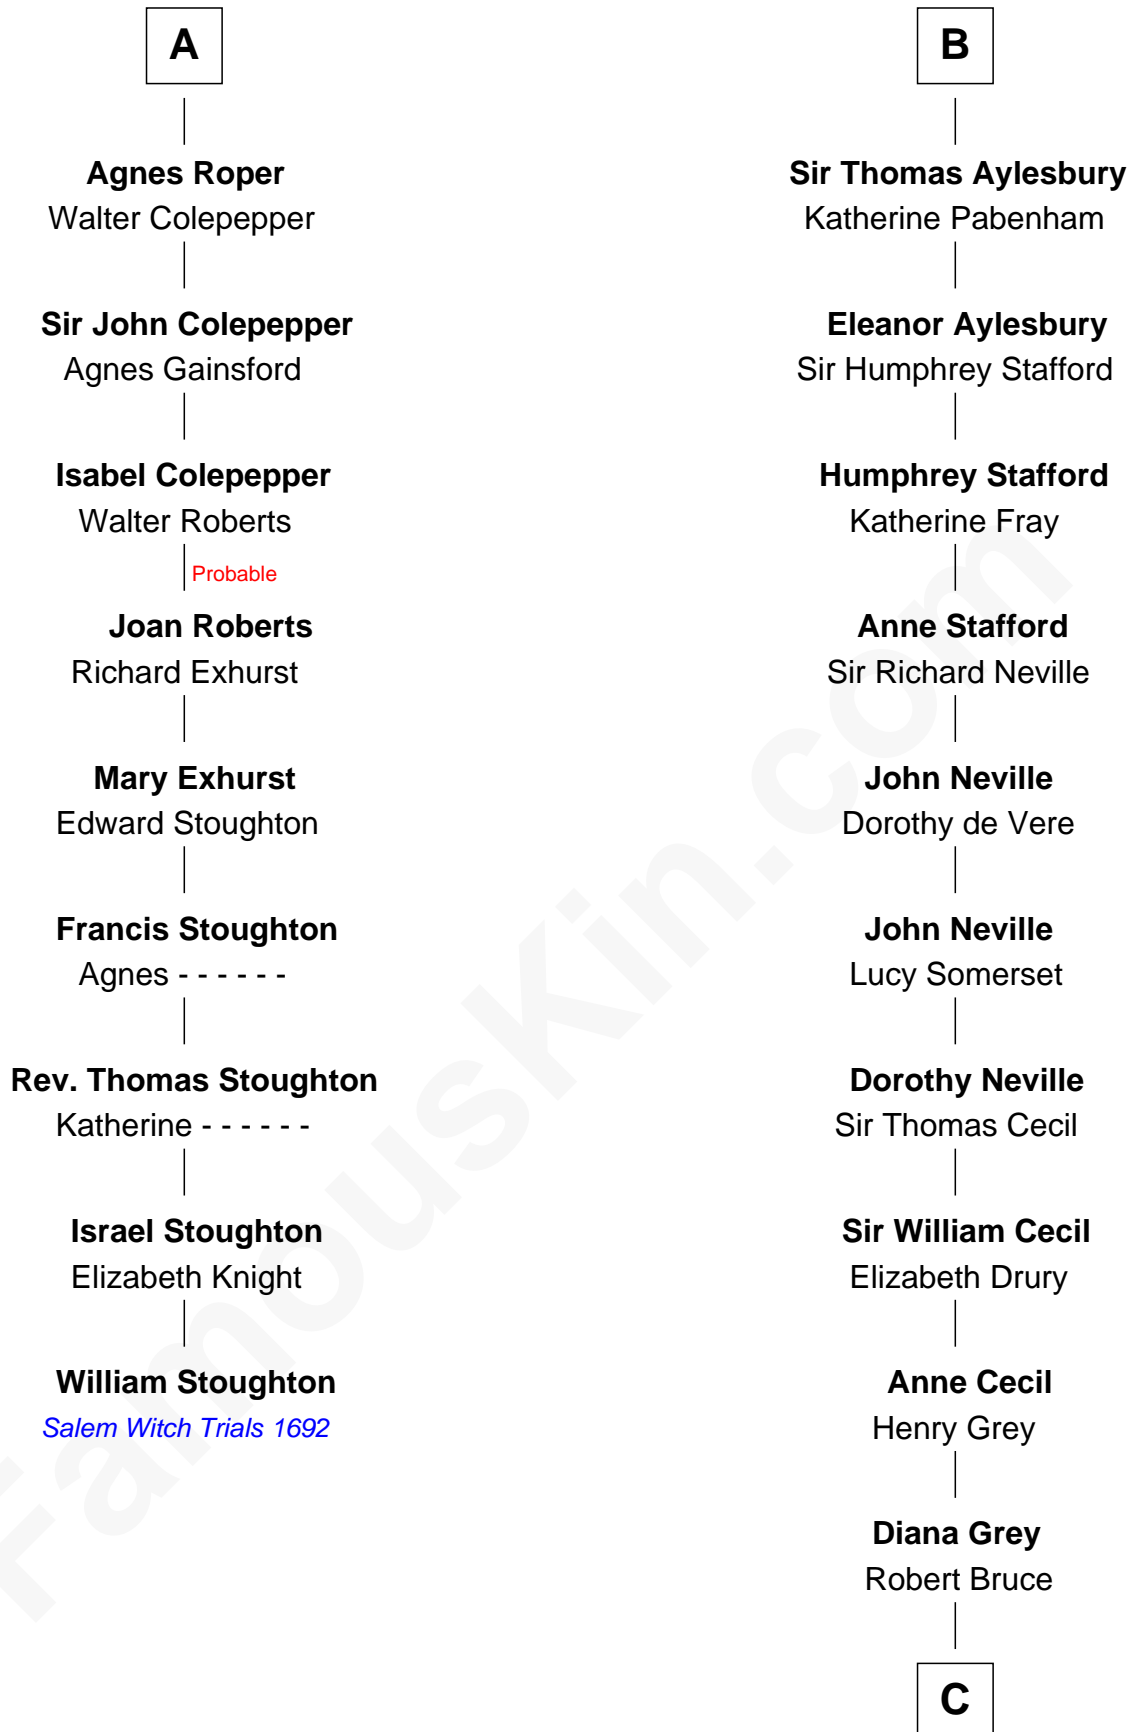 A
Agnes Roper
Walter Colepepper
Sir John Colepepper
Agnes Gainsford
Isabel Colepepper
Walter Roberts
Probable
Joan Roberts
Richard Exhurst
Mary Exhurst
Edward Stoughton
Francis Stoughton
Agnes - - - - - -
Rev. Thomas Stoughton
Katherine - - - - - -
Israel Stoughton
Elizabeth Knight
William Stoughton
Salem Witch Trials 1692
B
Sir Thomas Aylesbury
Katherine Pabenham
Eleanor Aylesbury
Sir Humphrey Stafford
Humphrey Stafford
Katherine Fray
Anne Stafford
Sir Richard Neville
John Neville
Dorothy de Vere
John Neville
Lucy Somerset
Dorothy Neville
Sir Thomas Cecil
Sir William Cecil
Elizabeth Drury
Anne Cecil
Henry Grey
Diana Grey
Robert Bruce
C
FamousKin.com